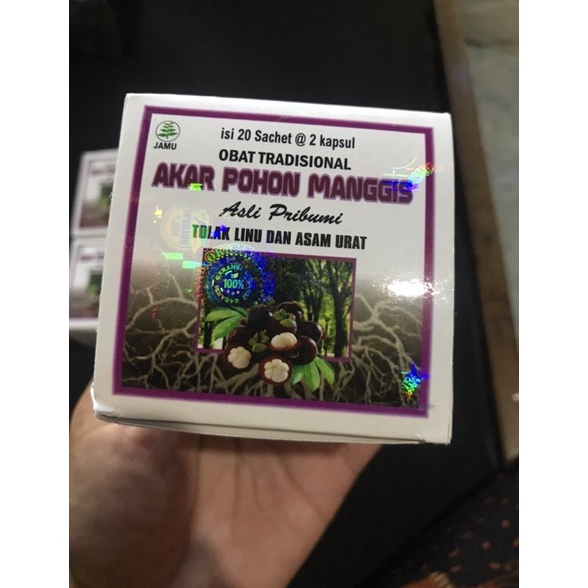 JAMU
isi 20 Sachet @ 2 kapsul
OBAT TRADISIONAL
AKAR POHON MANGGIS
Asli Pribumi
TOLAK LINU DAN ASAM URAT
GARANSI
100%